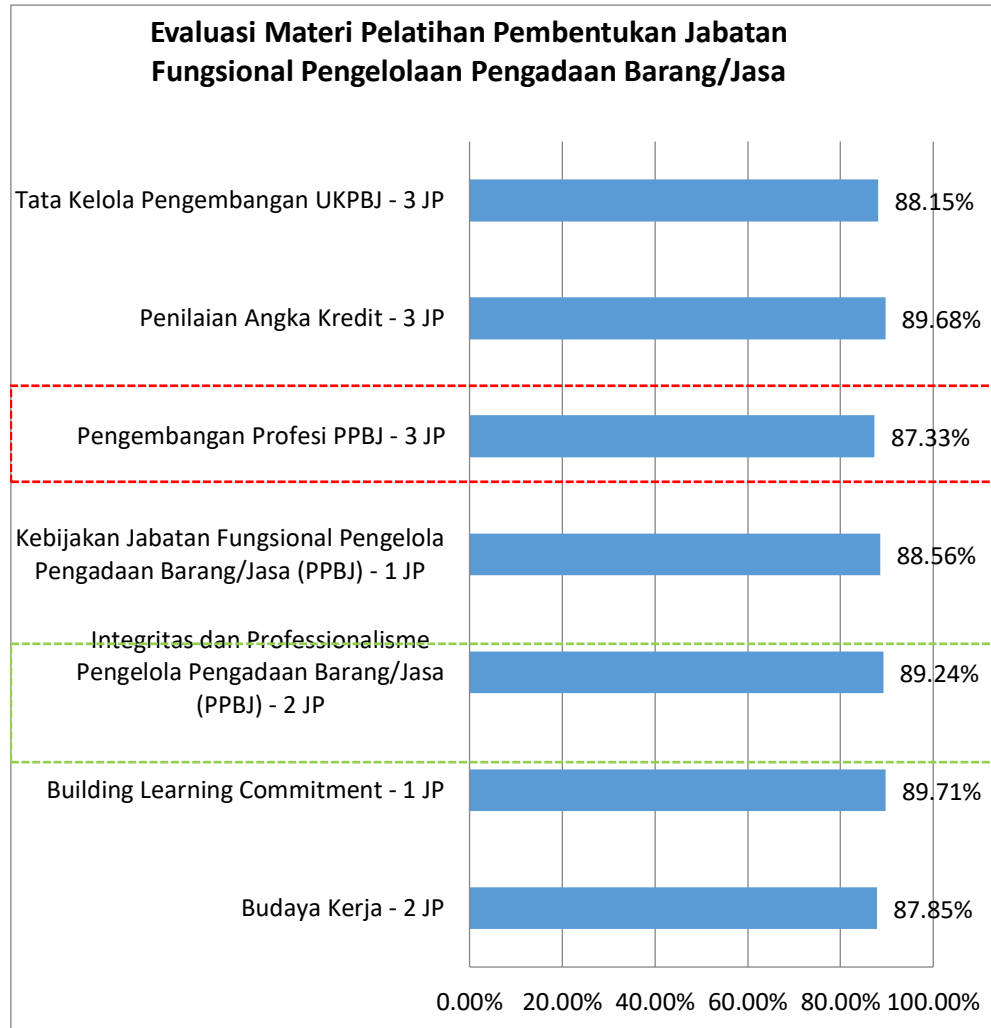 Evaluasi Materi Pelatihan Pembentukan Jabatan
Fungsional Pengelolaan Pengadaan Barang/Jasa
Tata Kelola Pengembangan UKPBJ - 3 JP
88.15%
Penilaian Angka Kredit - 3 JP
89.68%
Pengembangan Profesi PPBJ - 3 JP
87.33%
Kebijakan Jabatan Fungsional Pengelola
Pengadaan Barang/Jasa (PPBJ) - 1 JP
88.56%
Integritas dan Professionalisme
Pengelola Pengadaan Barang/Jasa
(PPBJ) - 2 JP
89.24%
Building Learning Commitment - 1 JP
89.71%
Budaya Kerja - 2 JP
87.85%
0.00% 20.00% 40.00% 60.00% 80.00% 100.00%